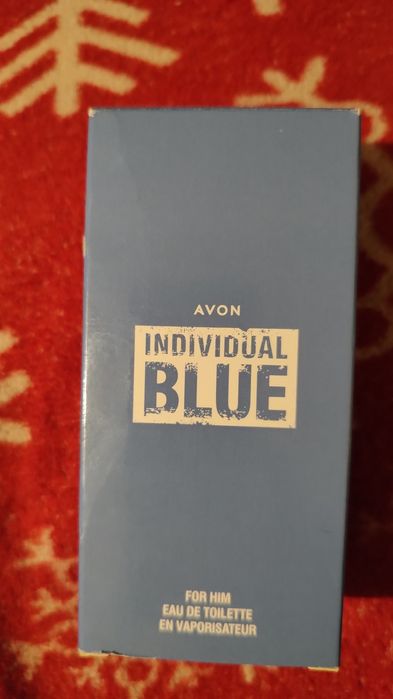 AVON
INDIVIDUAL
BLUE
FOR HIM
EAU DE TOILETTE
EN VAPORISATEUR